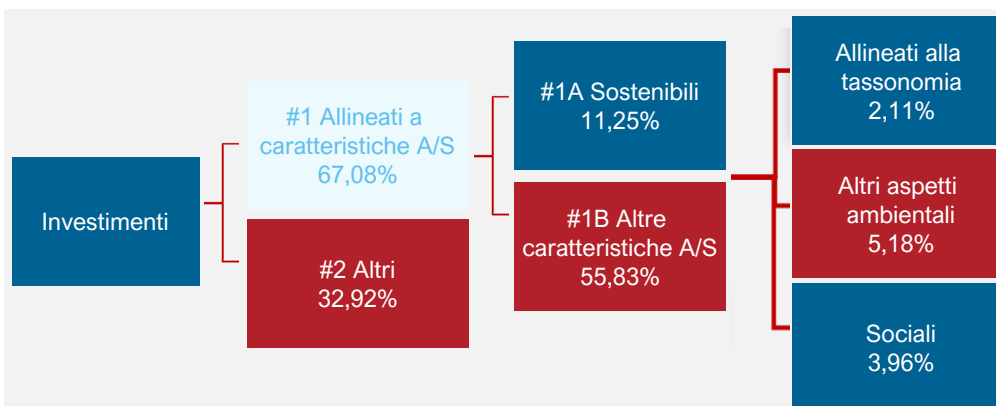 Investimenti
#1 Allineati a
caratteristiche A/S
67,08%
#2 Altri
32,92%
#1A Sostenibili
11,25%
#1B Altre
caratteristiche A/S
55,83%
Allineati alla
tassonomia
2,11%
Altri aspetti
ambientali
5,18%
Sociali
3,96%